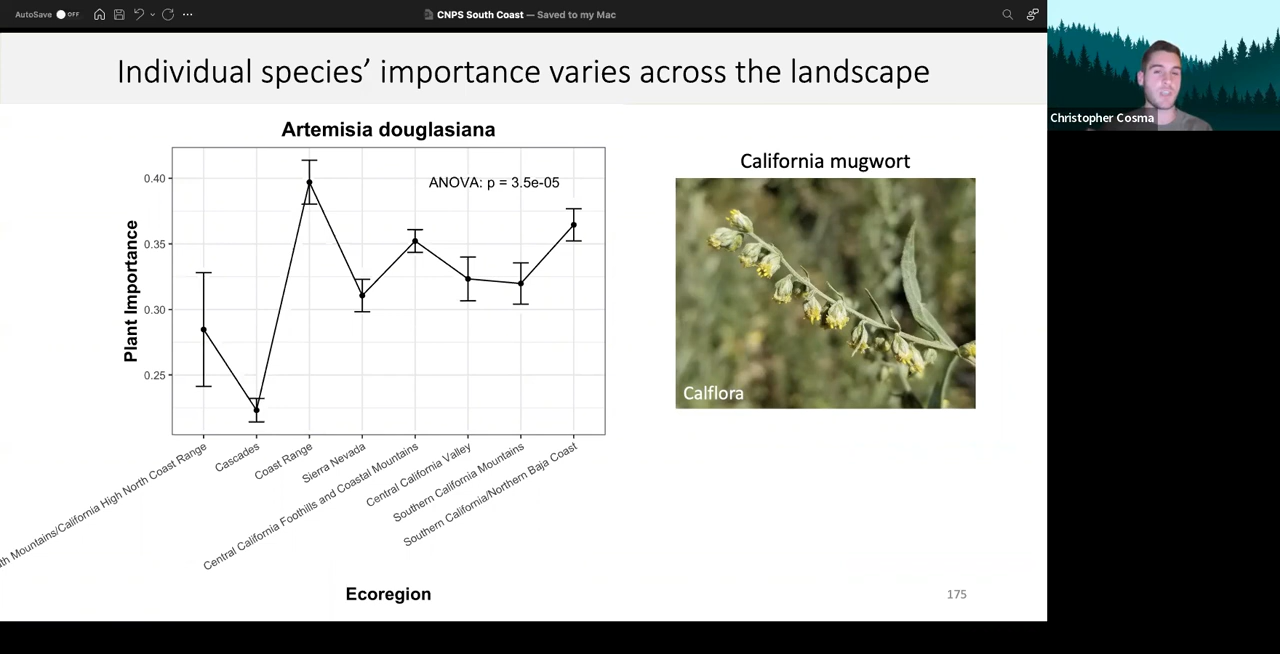 AutoSave OFF
CNPS South Coast — Saved to my Mac
Individual species’ importance varies across the landscape
Christopher Cosma
Artemisia douglasiana
ANOVA: p = 3.5e-05
Plant Importance
0.40
0.35
0.30
0.25
Mountains/California High North Coast Range
Cascades
Coast Range
Sierra Nevada
Central California Foothills and Coastal Mountains
Central California Valley
Southern California Mountains
Southern California/Northern Baja Coast
Ecoregion
California mugwort
Calflora
175